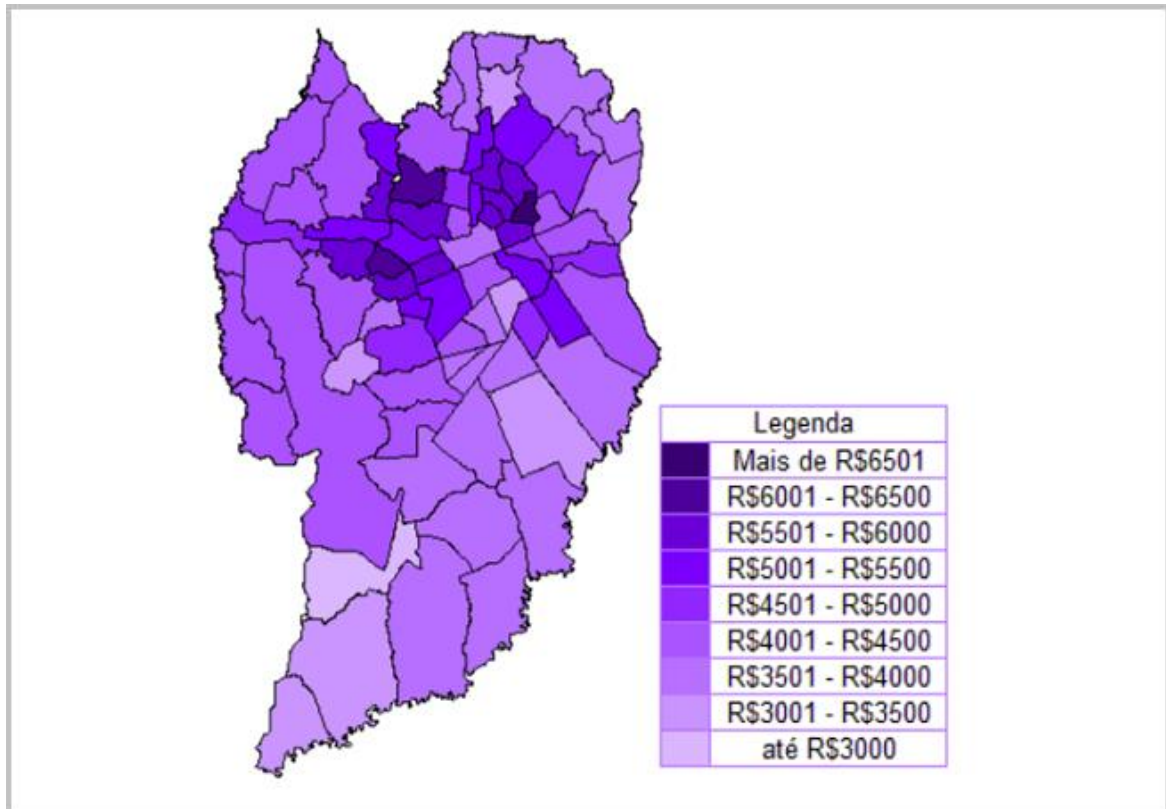 Legenda
Mais de R$6501
R$6001 - R$6500
R$5501 - R$6000
R$5001 - R$5500
R$4501 - R$5000
R$4001 - R$4500
R$3501 - R$4000
R$3001 - R$3500
até R$3000